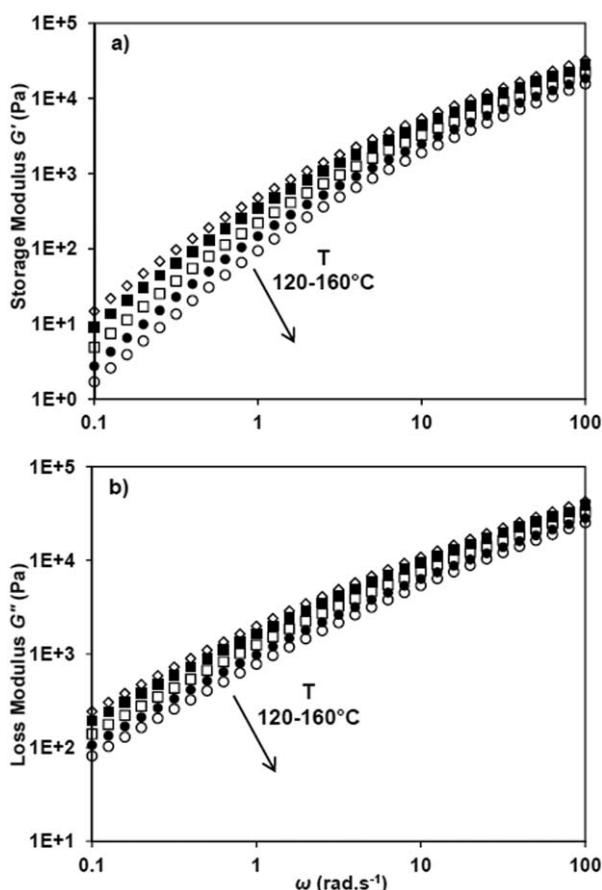 1E+5
a)
1E+4
1E+3
1E+2
1E+1
1E+0
Storage Modulus G' (Pa)
T
120-160°C
0.1 1 10 100
1E+5
b)
1E+4
1E+3
1E+2
1E+1
Loss Modulus G" (Pa)
T
120-160°C
0.1 1 10 100
ω (rad.s⁻¹)